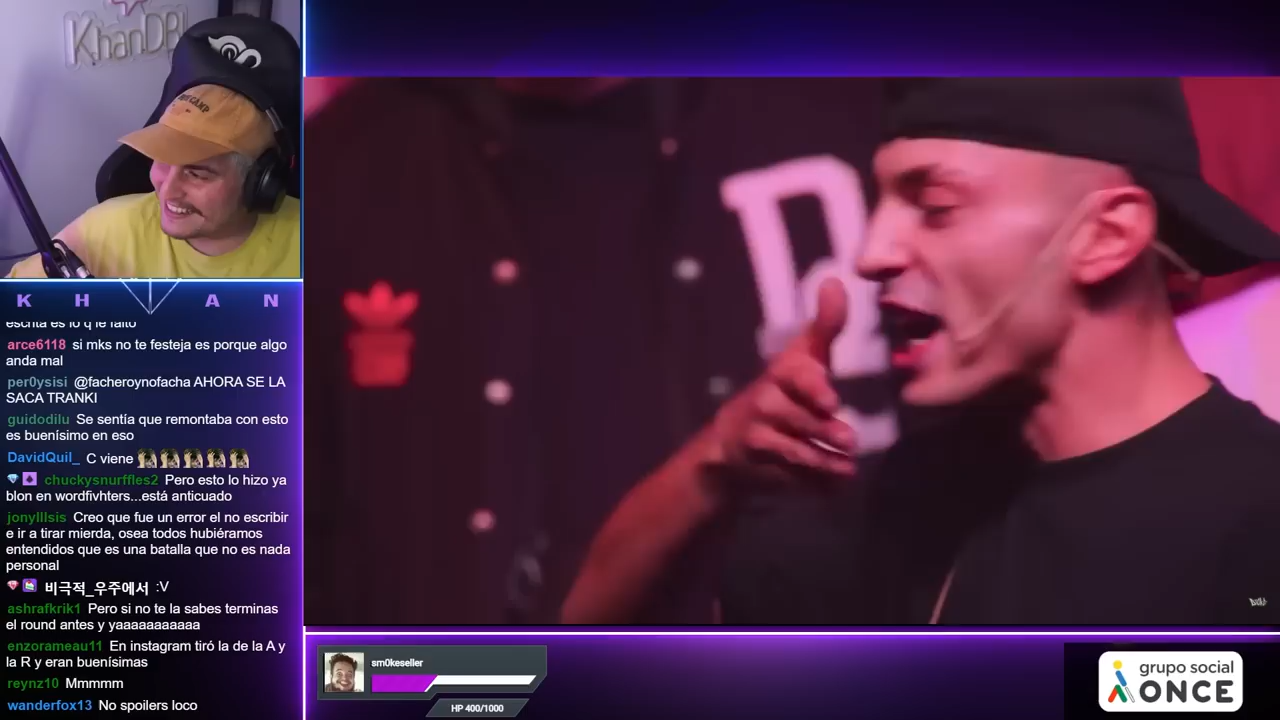 KhanDBL
K H A N
escrita es lo q le faltó
arce6118 si mks no te festeja es porque algo
anda mal
per0ysisi @facheroynofacha AHORA SE LA
SACA TRANKI
guidodilu Se sentía que remontaba con esto
es buenísimo en eso
DavidQuil_ C viene
chuckysnurffles2 Pero esto lo hizo ya
blon en wordfivhters...está anticuado
jonylllsis Creo que fue un error el no escribir
e ir a tirar mierda, osea todos hubiéramos
entendidos que es una batalla que no es nada
personal
비극적_우주에서 :V
ashrafkrik1 Pero si no te la sabes terminas
el round antes y yaaaaaaaaaa
enzorameau11 En instagram tiró la de la A y
la R y eran buenísimas
reynz10 Mmmmm
wanderfox13 No spoilers loco
sm0keseller
HP 400/1000
grupo social
ONCE